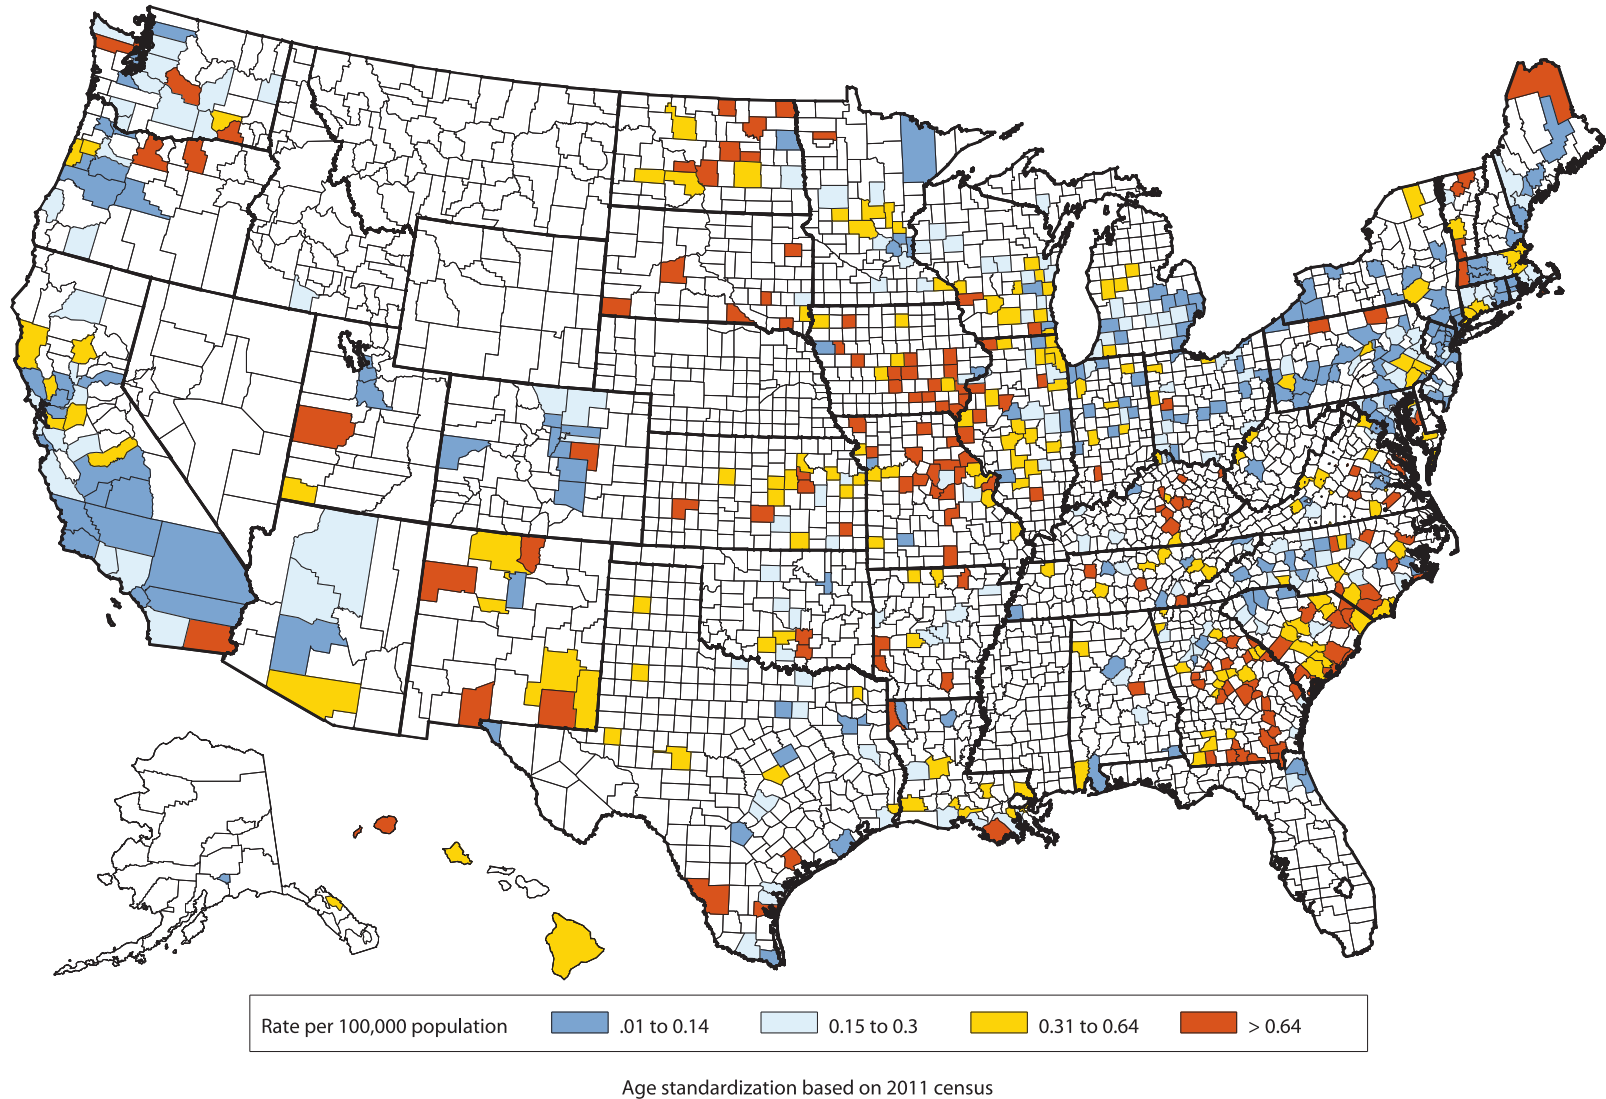 Rate per 100,000 population .01 to 0.14 0.15 to 0.3 0.31 to 0.64 > 0.64
Age standardization based on 2011 census